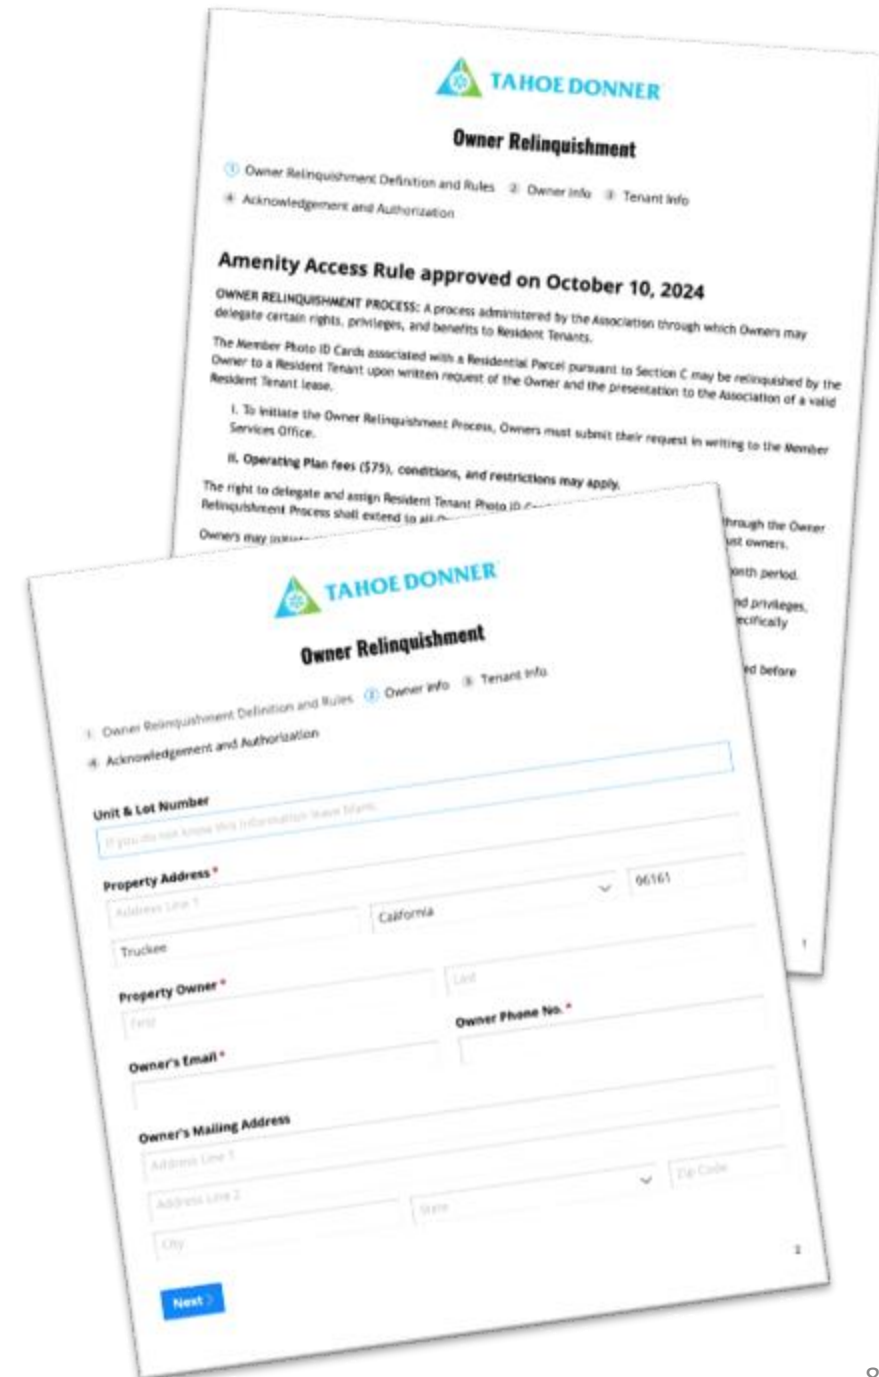 TAHOE DONNER
Owner Relinquishment
1 Owner Relinquishment Definition and Rules 2 Owner Info 3 Tenant Info
4 Acknowledgement and Authorization
Amenity Access Rule approved on October 10, 2024
OWNER RELINQUISHMENT PROCESS: A process administered by the Association through which Owners may
delegate certain rights, privileges, and benefits to Resident Tenants.
The Member Photo ID Cards associated with a Residential Parcel pursuant to Section C may be relinquished by the
Owner to a Resident Tenant upon written request of the Owner and the presentation to the Association of a valid
Resident Tenant lease.
I. To initiate the Owner Relinquishment Process, Owners must submit their request in writing to the Member
Services Office.
II. Operating Plan fees ($75), conditions, and restrictions may apply.
The right to delegate and assign Resident Tenant Photo ID
through the Owner
Relinquishment Process shall extend to all
owners.
Owners may
month period.
nd privileges,
ecifically
ed before
1
TAHOE DONNER
Owner Relinquishment
1 Owner Relinquishment Definition and Rules 2 Owner Info 3 Tenant Info
4 Acknowledgement and Authorization
Unit & Lot Number
If you do not know this information leave blank.
Property Address *
Address Line 1
Truckee California 96161
Property Owner *
First Last
Owner's Email * Owner Phone No. *
Owner's Mailing Address
Address Line 1
Address Line 2
City State Zip Code
Next
2